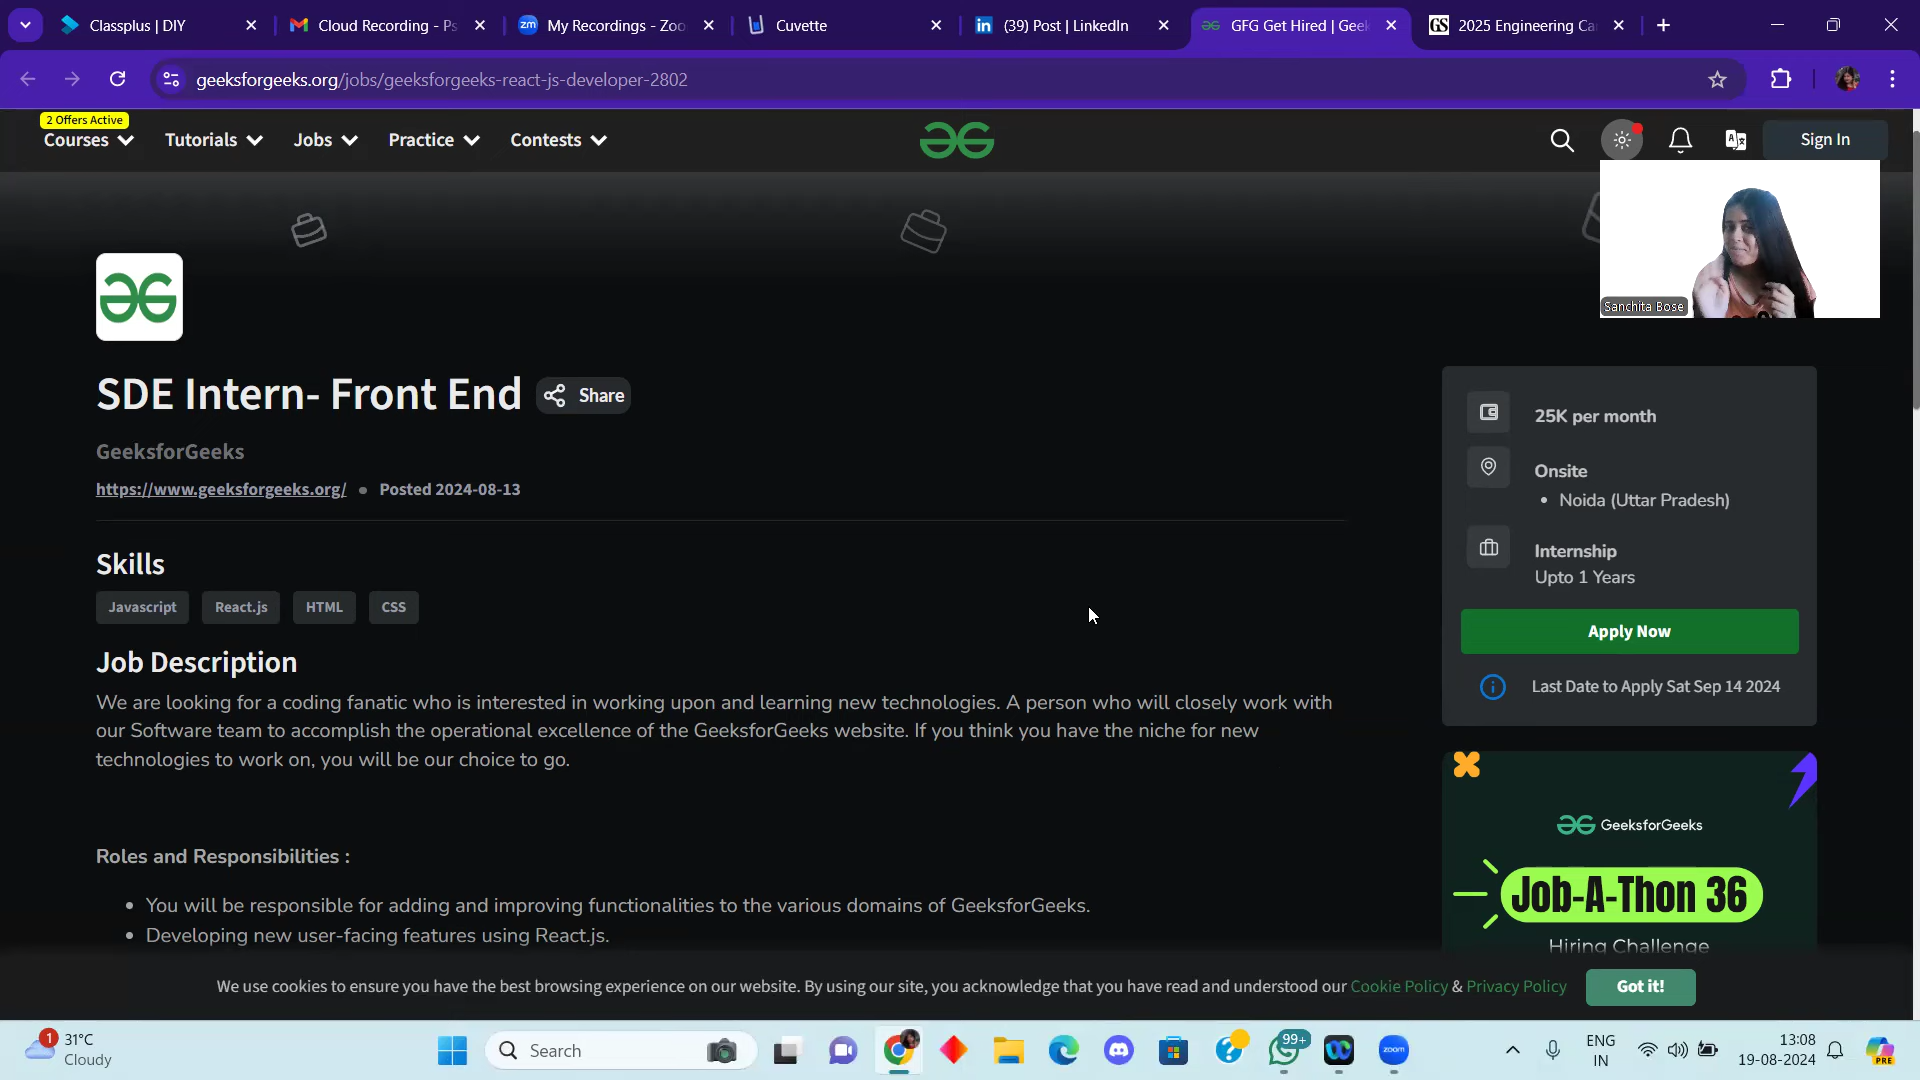 Classplus | DIY
Cloud Recording - Ps
My Recordings - Zoo
Cuvette
(39) Post | LinkedIn
GFG Get Hired | Geek
2025 Engineering Ca
geeksforgeeks.org/jobs/geeksforgeeks-react-js-developer-2802
2 Offers Active
Courses
Tutorials
Jobs
Practice
Contests
Sign In
Sanchita Bose
SDE Intern- Front End
Share
GeeksforGeeks
https://www.geeksforgeeks.org/ • Posted 2024-08-13
Skills
Javascript
React.js
HTML
CSS
Job Description
We are looking for a coding fanatic who is interested in working upon and learning new technologies. A person who will closely work with
our Software team to accomplish the operational excellence of the GeeksforGeeks website. If you think you have the niche for new
technologies to work on, you will be our choice to go.
Roles and Responsibilities :
• You will be responsible for adding and improving functionalities to the various domains of GeeksforGeeks.
• Developing new user-facing features using React.js.
25K per month
Onsite
• Noida (Uttar Pradesh)
Internship
Upto 1 Years
Apply Now
Last Date to Apply Sat Sep 14 2024
GeeksforGeeks
Job-A-Thon 36
Hiring Challenge
We use cookies to ensure you have the best browsing experience on our website. By using our site, you acknowledge that you have read and understood our Cookie Policy & Privacy Policy
Got it!
1
31°C
Cloudy
Search
99+
zoom
ENG
IN
13:08
19-08-2024
PRE